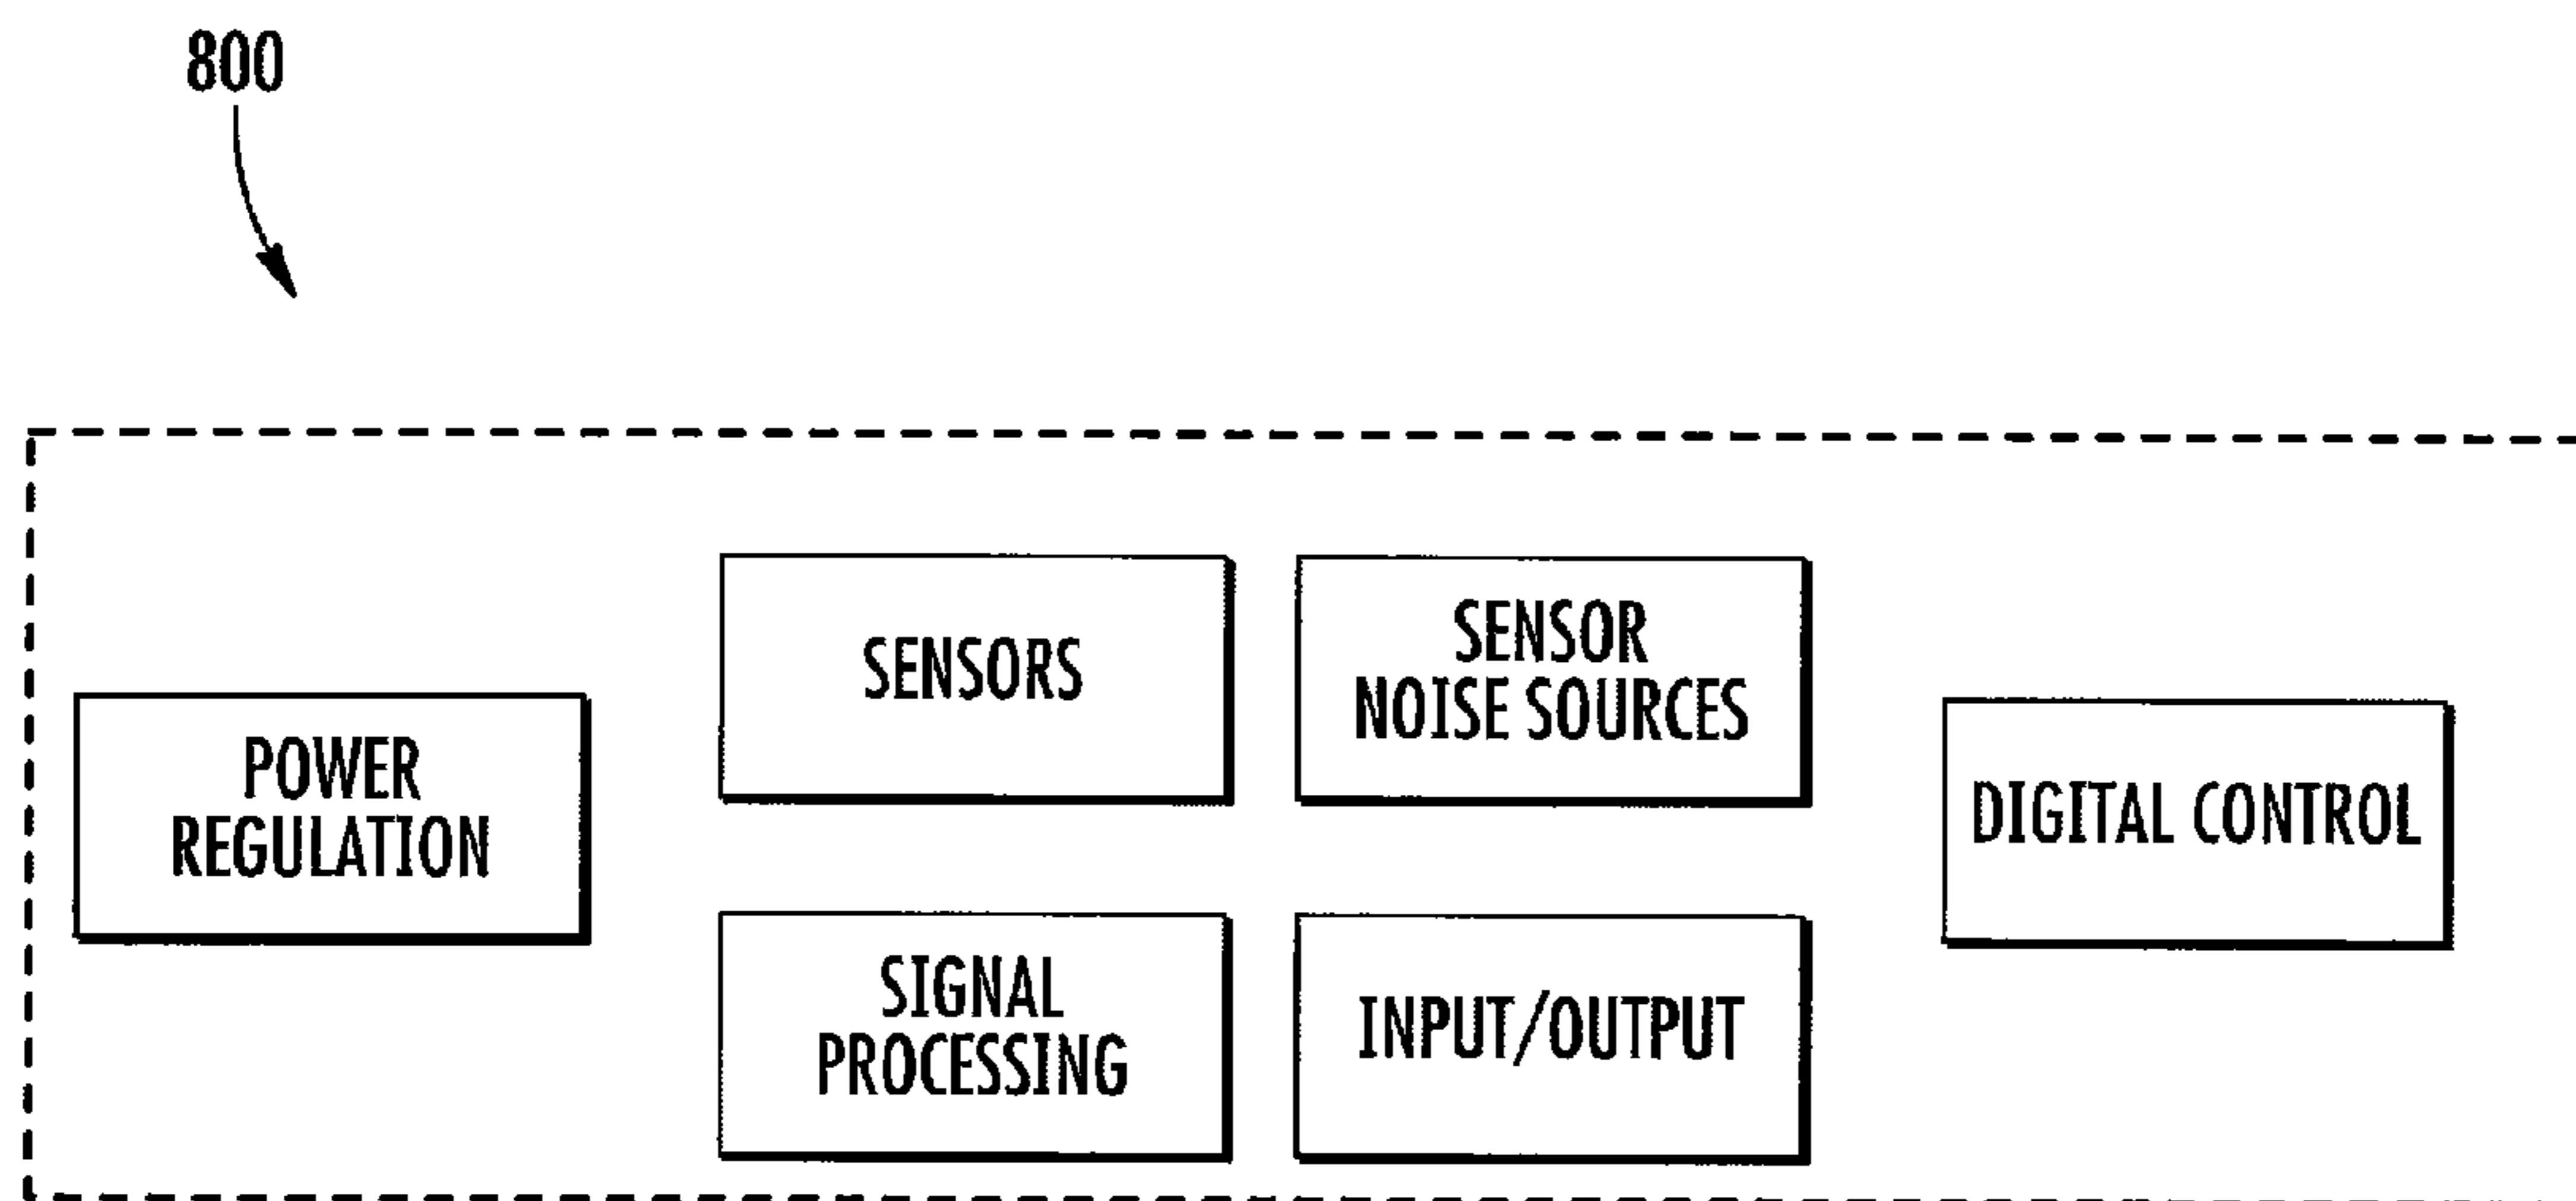 800
POWER
REGULATION
SENSORS
SENSOR
NOISE SOURCES
SIGNAL
PROCESSING
INPUT/OUTPUT
DIGITAL CONTROL